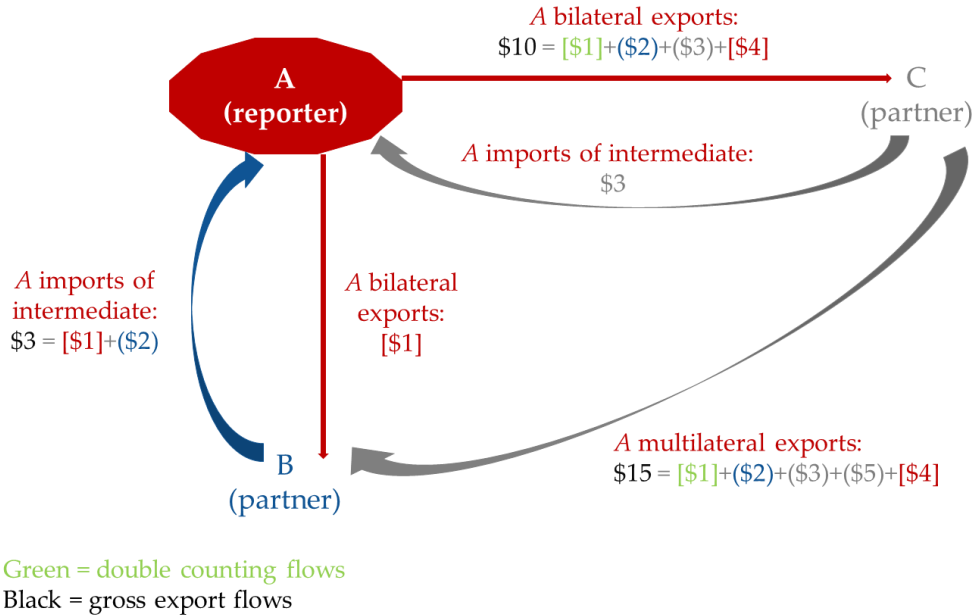 A bilateral exports:
$10 = [$1]+($2)+($3)+[$4]
A
(reporter)
C
(partner)
A imports of intermediate:
$3
A imports of
intermediate:
$3 = [$1]+($2)
A bilateral
exports:
[$1]
A multilateral exports:
$15 = [$1]+($2)+($3)+($5)+[$4]
B
(partner)
Green = double counting flows
Black = gross export flows